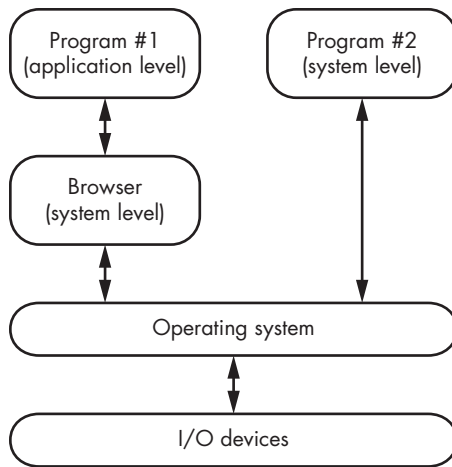 Program #1
(application level)
Program #2
(system level)
Browser
(system level)
Operating system
I/O devices